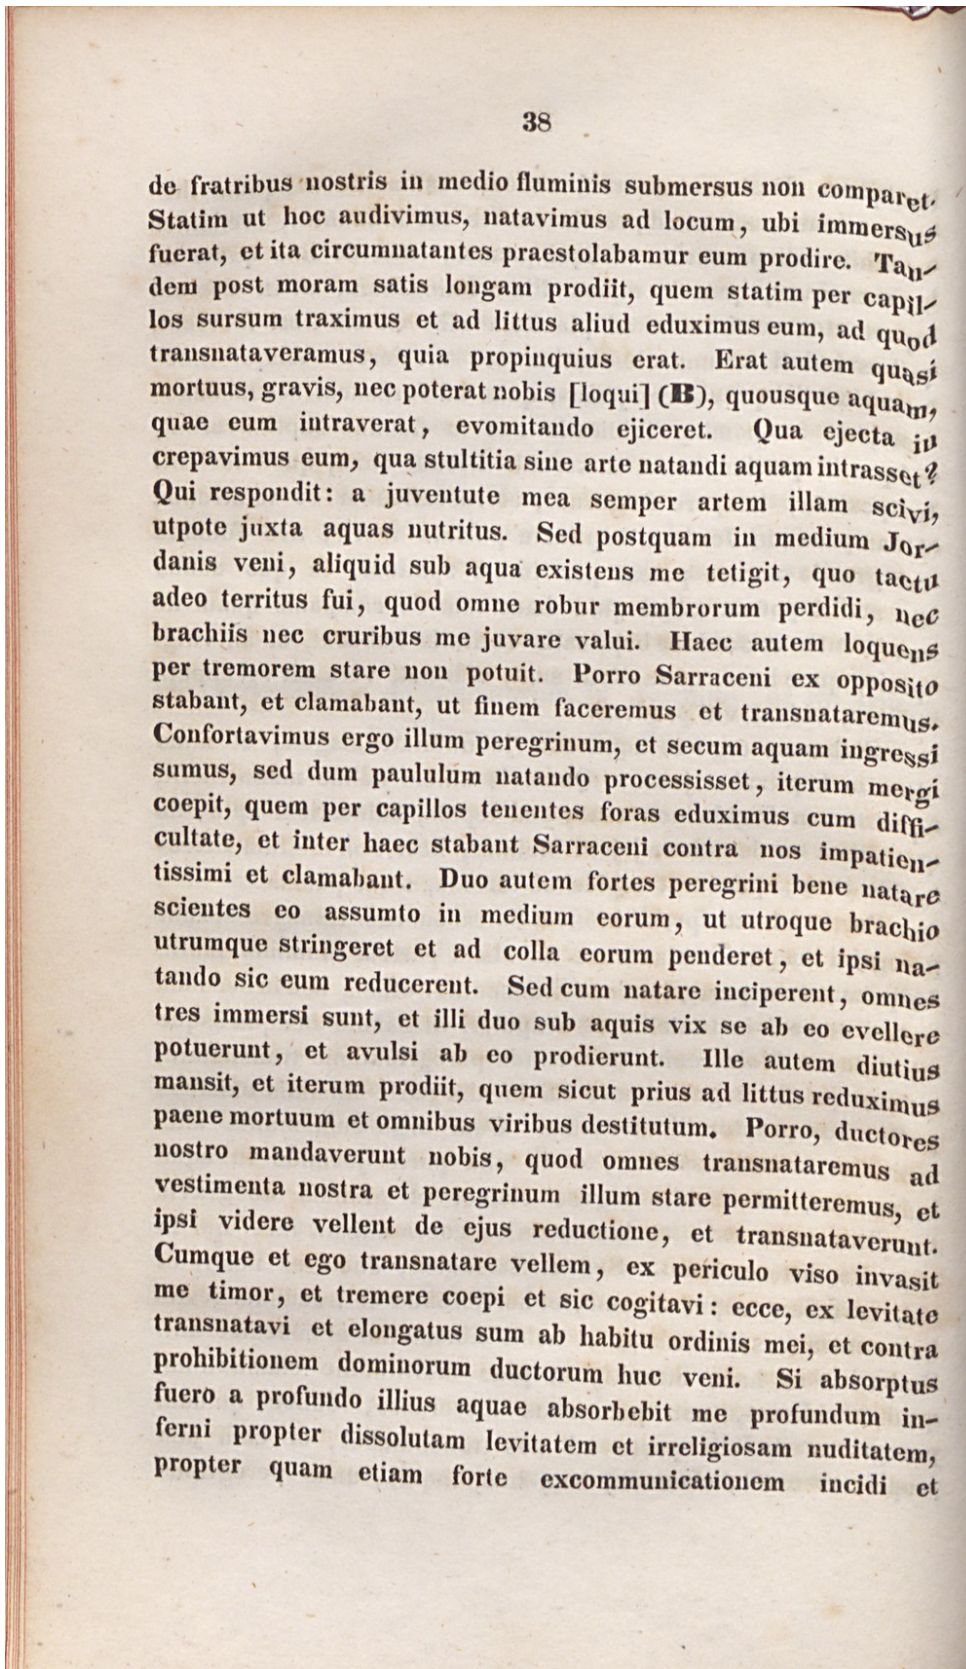 38
de fratribus nostris in medio fluminis submersus non comparet.
Statim ut hoc audivimus, natavimus ad locum, ubi immersus
fuerat, et ita circumnatantes praestolabamur eum prodire. Tan-
dem post moram satis longam prodiit, quem statim per capil-
los sursum traximus et ad littus aliud eduximus eum, ad quod
transnataveramus, quia propinquius erat. Erat autem quasi
mortuus, gravis, nec poterat nobis [loqui] (B), quousque aquam,
quae eum intraverat, evomitando ejiceret. Qua ejecta in
crepavimus eum, qua stultitia sine arte natandi aquam intrasset?
Qui respondit: a juventute mea semper artem illam scivi,
utpote juxta aquas nutritus. Sed postquam in medium Jor-
danis veni, aliquid sub aqua existens me tetigit, quo tactu
adeo territus fui, quod omne robur membrorum perdidi, nec
brachiis nec cruribus me juvare valui. Haec autem loquens
per tremorem stare non potuit. Porro Sarraceni ex opposito
stabant, et clamabant, ut finem faceremus et transnataremus.
Confortavimus ergo illum peregrinum, et secum aquam ingressi
sumus, sed dum paululum natando processisset, iterum mergi
coepit, quem per capillos tenentes foras eduximus cum diffi-
cultate, et inter haec stabant Sarraceni contra nos impatien-
tissimi et clamabant. Duo autem fortes peregrini bene natare
scientes eo assumto in medium eorum, ut utroque brachio
utrumque stringeret et ad colla eorum penderet, et ipsi na-
tando sic eum reducerent. Sed cum natare inciperent, omnes
tres immersi sunt, et illi duo sub aquis vix se ab eo evellere
potuerunt, et avulsi ab eo prodierunt. Ille autem diutius
mansit, et iterum prodiit, quem sicut prius ad littus reduximus
paene mortuum et omnibus viribus destitutum. Porro, ductores
nostro mandaverunt nobis, quod omnes transnataremus ad
vestimenta nostra et peregrinum illum stare permitteremus, et
ipsi videre vellent de ejus reductione, et transnataverunt.
Cumque et ego transnatare vellem, ex periculo viso invasit
me timor, et tremere coepi et sic cogitavi: ecce, ex levitate
transnatavi et elongatus sum ab habitu ordinis mei, et contra
prohibitionem dominorum ductorum huc veni. Si absorptus
fuero a profundo illius aquae absorbebit me profundum in-
ferni propter dissolutam levitatem et irreligiosam nuditatem,
propter quam etiam forte excommunicationem incidi et